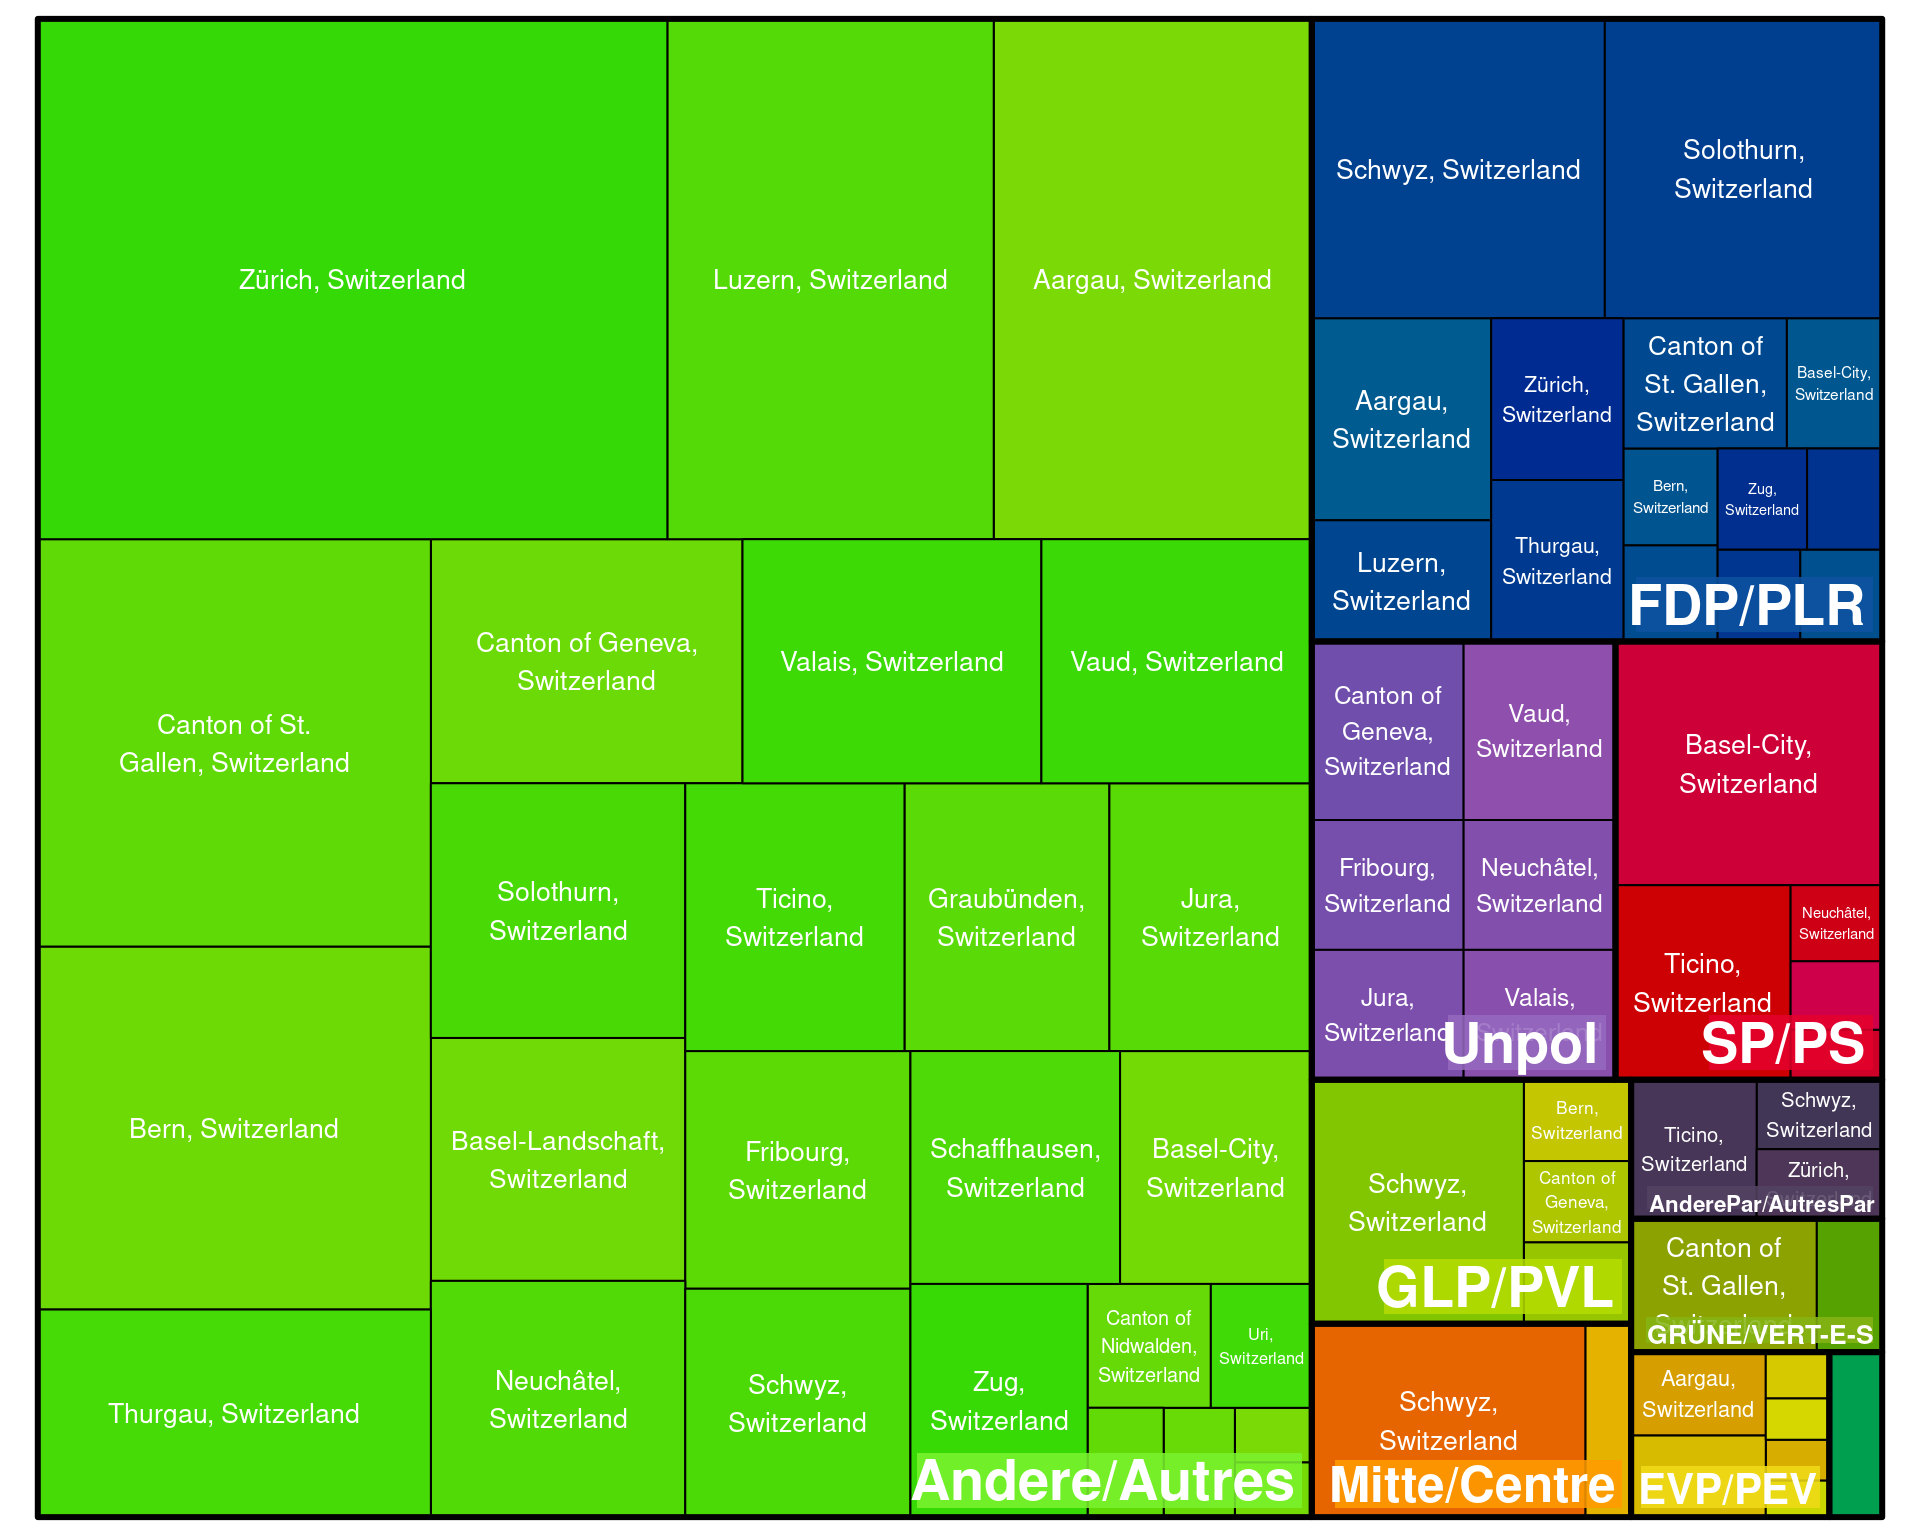 Zürich, Switzerland
Luzern, Switzerland
Aargau, Switzerland
Canton of St.
Gallen, Switzerland
Canton of Geneva,
Switzerland
Valais, Switzerland
Vaud, Switzerland
Solothurn,
Switzerland
Ticino,
Switzerland
Graubünden,
Switzerland
Jura,
Switzerland
Bern, Switzerland
Basel-Landschaft,
Switzerland
Fribourg,
Switzerland
Schaffhausen,
Switzerland
Basel-City,
Switzerland
Thurgau, Switzerland
Neuchâtel,
Switzerland
Schwyz,
Switzerland
Zug,
Switzerland
Canton of
Nidwalden,
Switzerland
Uri,
Switzerland
Andere/Autres
Schwyz, Switzerland
Solothurn,
Switzerland
Aargau,
Switzerland
Zürich,
Switzerland
Canton of
St. Gallen,
Switzerland
Basel-City,
Switzerland
Luzern,
Switzerland
Thurgau,
Switzerland
Bern,
Switzerland
Zug,
Switzerland
FDP/PLR
Canton of
Geneva,
Switzerland
Vaud,
Switzerland
Fribourg,
Switzerland
Neuchâtel,
Switzerland
Jura,
Switzerland
Valais,
Switzerland
Unpol
Basel-City,
Switzerland
Ticino,
Switzerland
Neuchâtel,
Switzerland
SP/PS
Schwyz,
Switzerland
Bern,
Switzerland
Canton of
Geneva,
Switzerland
GLP/PVL
Ticino,
Switzerland
Schwyz,
Switzerland
Zürich,
Switzerland
AnderePar/AutresPar
Canton of
St. Gallen,
Switzerland
GRÜNE/VERT-E-S
Schwyz,
Switzerland
Mitte/Centre
Aargau,
Switzerland
EVP/PEV